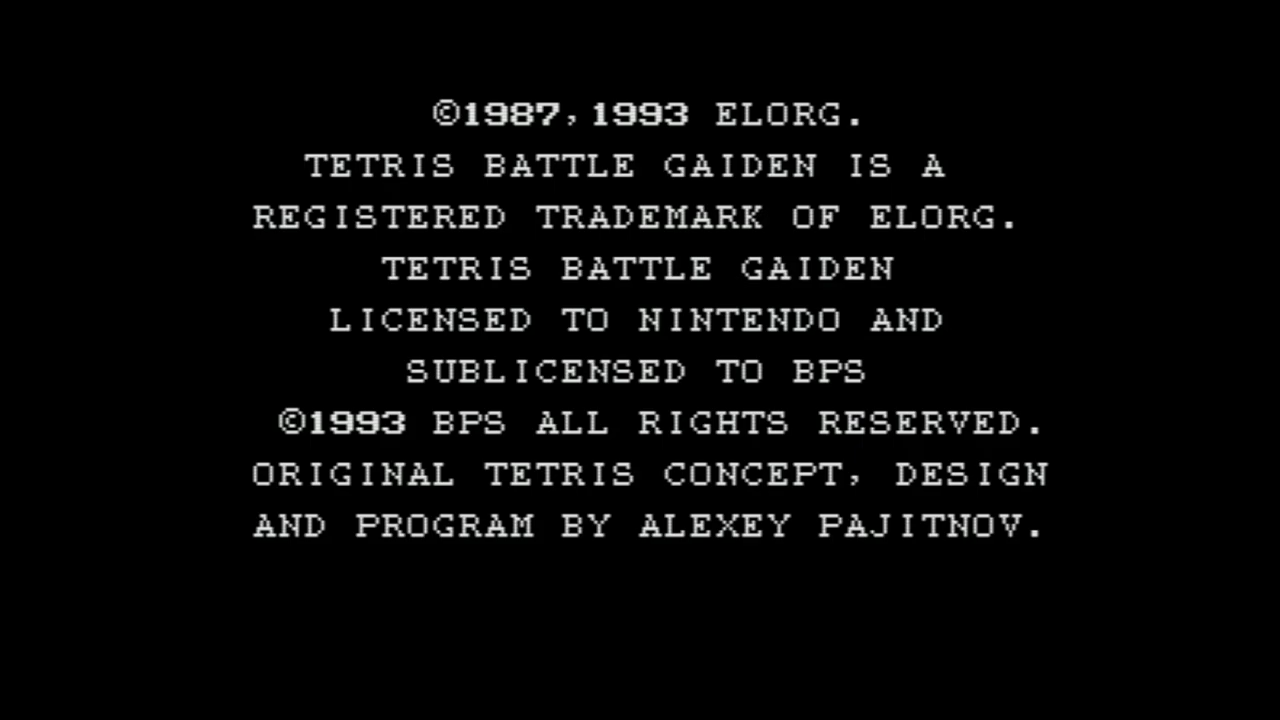 ©1987,1993 ELORG.
TETRIS BATTLE GAIDEN IS A
REGISTERED TRADEMARK OF ELORG.
TETRIS BATTLE GAIDEN
LICENSED TO NINTENDO AND
SUBLICENSED TO BPS
©1993 BPS ALL RIGHTS RESERVED.
ORIGINAL TETRIS CONCEPT, DESIGN
AND PROGRAM BY ALEXEY PAJITNOV.